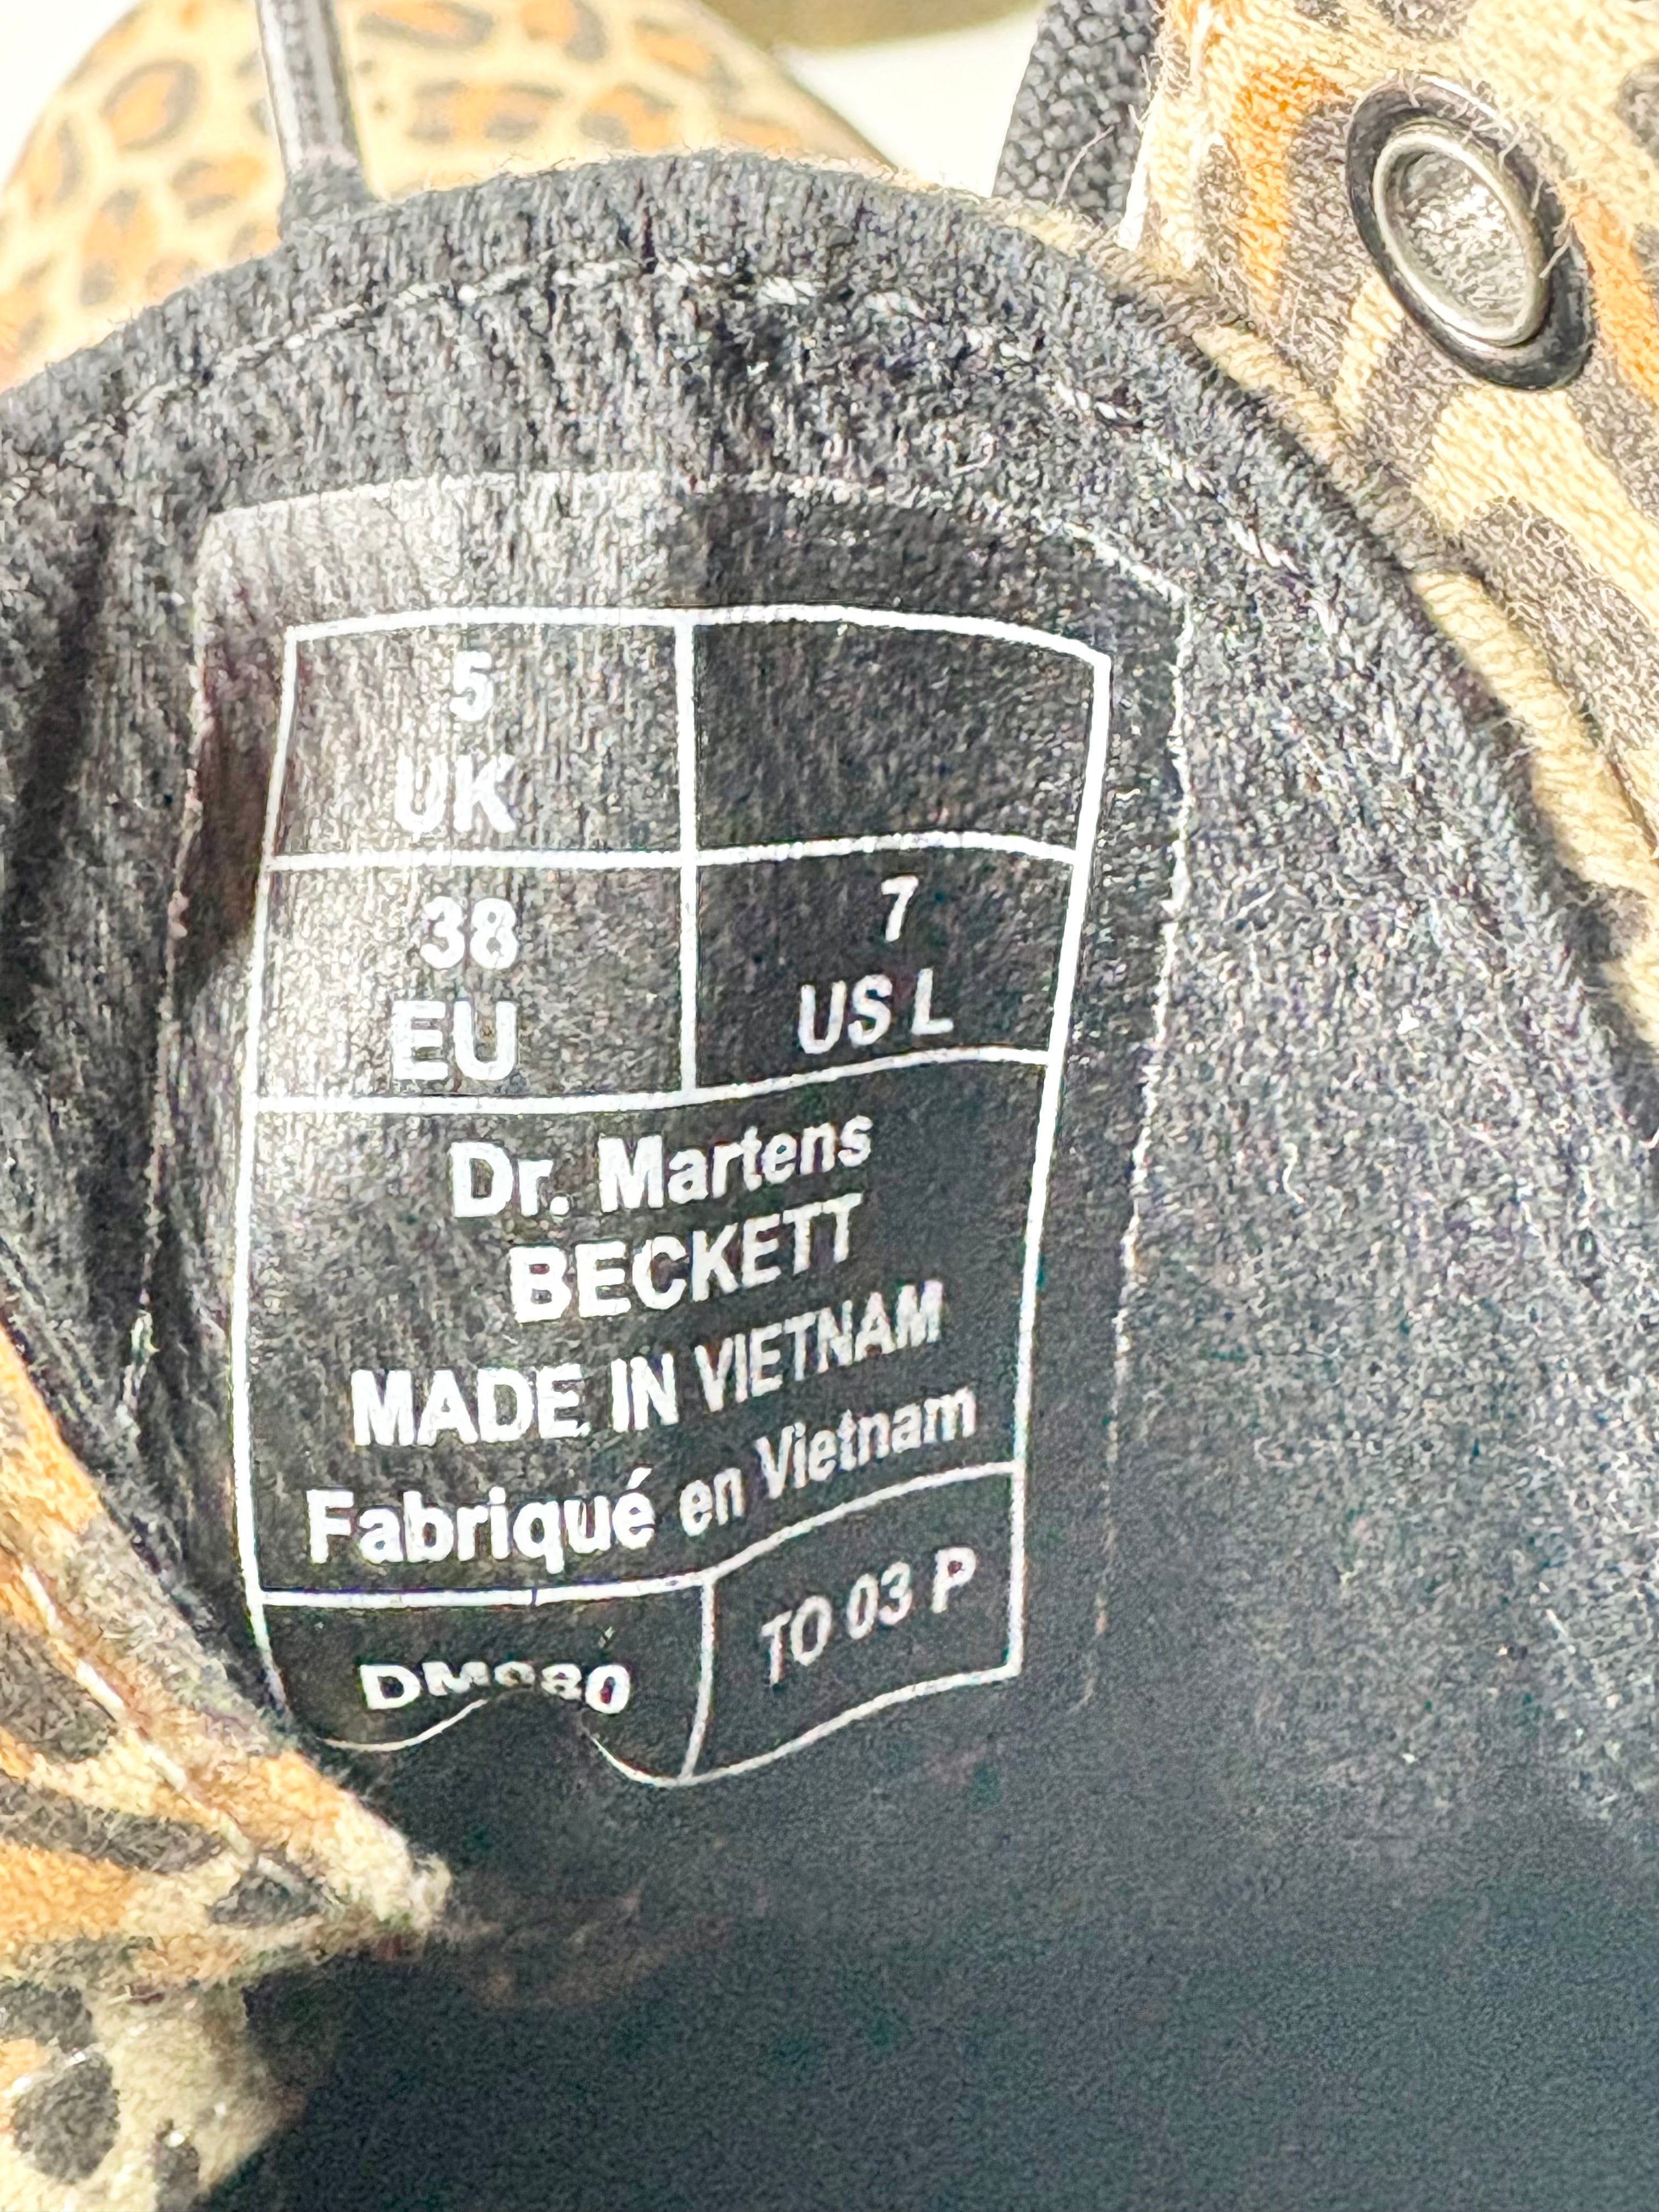 5
UK
38
EU
7
US L
Dr. Martens
BECKETT
MADE IN VIETNAM
Fabriqué en Vietnam
TO 03 P